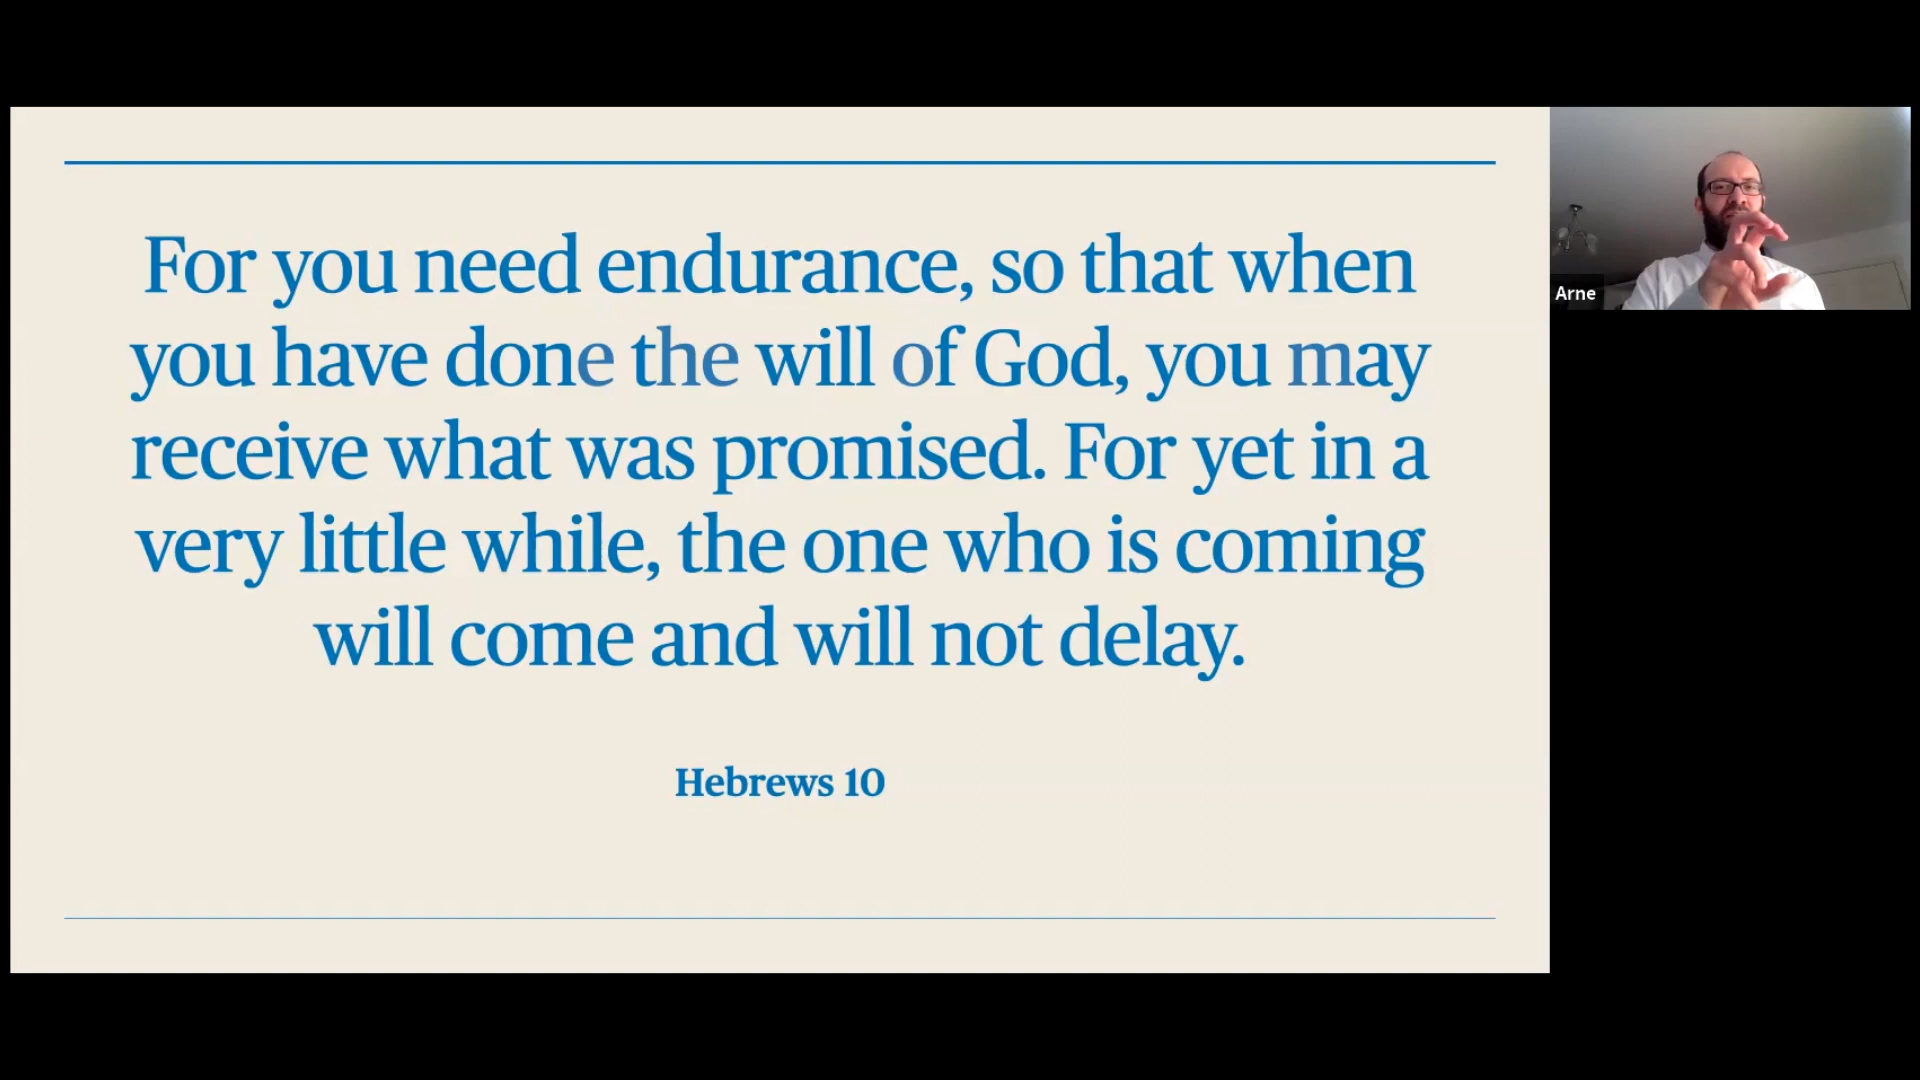 For you need endurance, so that when
you have done the will of God, you may
receive what was promised. For yet in a
very little while, the one who is coming
will come and will not delay.
Hebrews 10
Arne